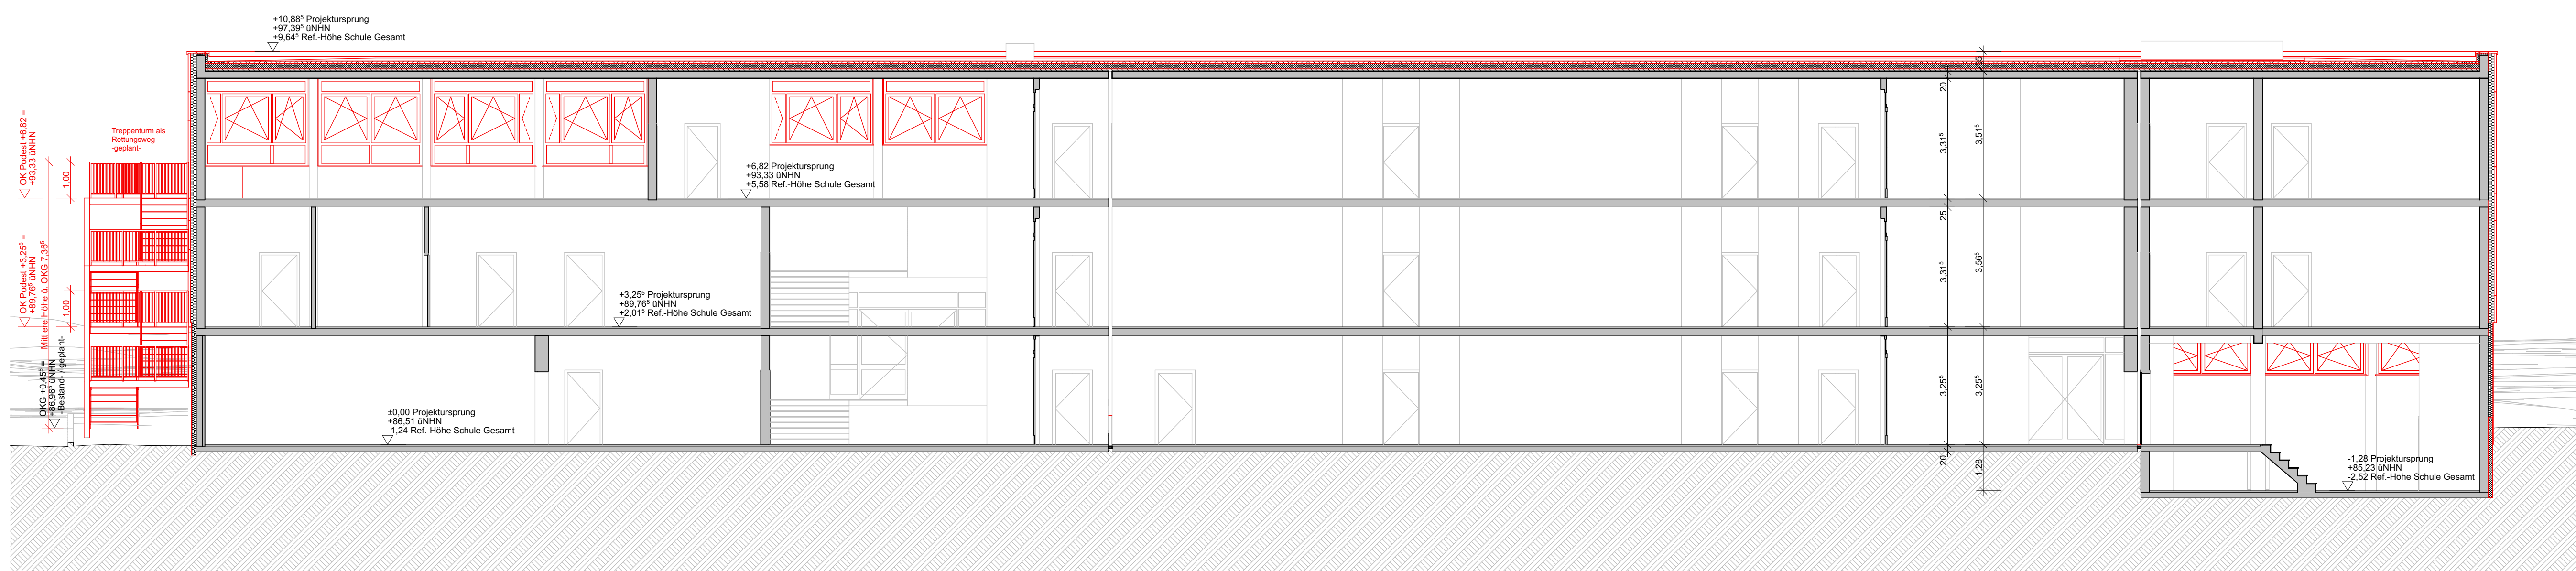 +10,88⁵ Projektursprung
+97,39⁵ üNHN
+9,64⁵ Ref.-Höhe Schule Gesamt
OK Podest +6,82 =
+93,33 üNHN
Treppenturm als
Rettungsweg
-geplant-
1,00
+6,82 Projektursprung
+93,33 üNHN
+5,58 Ref.-Höhe Schule Gesamt
55
20
3,31⁵
3,51⁵
OK Podest +3,25⁵ =
+89,76⁵ üNHN
Mittlere Höhe ü. OKG 7,36⁵
1,00
+3,25⁵ Projektursprung
+89,76⁵ üNHN
+2,01⁵ Ref.-Höhe Schule Gesamt
25
3,31⁵
3,56⁵
OKG +0,45⁵ =
+86,96⁵ üNHN
-Bestand- / geplant-
±0,00 Projektursprung
+86,51 üNHN
-1,24 Ref.-Höhe Schule Gesamt
3,25⁵
3,25⁵
20
1,28
-1,28 Projektursprung
+85,23 üNHN
-2,52 Ref.-Höhe Schule Gesamt